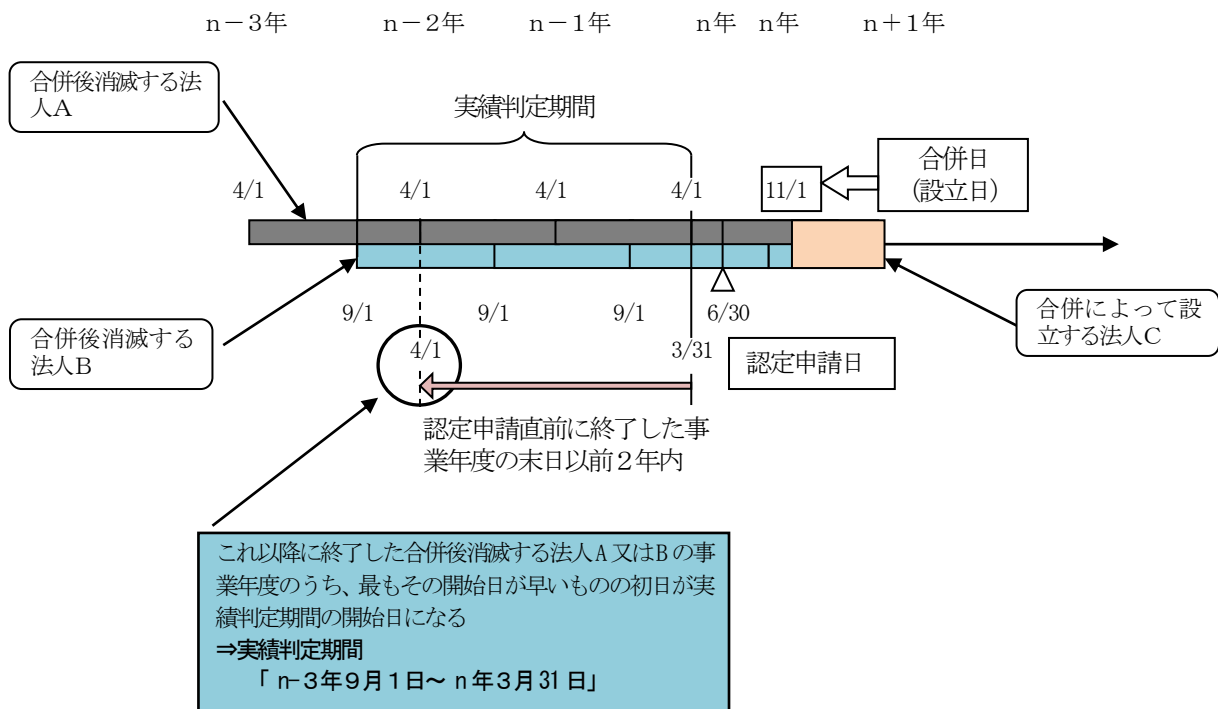 n－3年 n－2年 n－1年 n年 n年 n＋1年
合併後消滅する法
人A
実績判定期間
合併日
(設立日)
4/1 4/1 4/1 4/1 11/1
9/1 9/1 9/1 6/30
合併後消滅する
法人B
4/1 3/31
認定申請日
合併によって設
立する法人C
認定申請直前に終了した事
業年度の末日以前２年内
これ以降に終了した合併後消滅する法人A又はBの事
業年度のうち、最もその開始日が早いものの初日が実
績判定期間の開始日になる
⇒実績判定期間
「 n-３年９月１日～ n 年３月31 日」